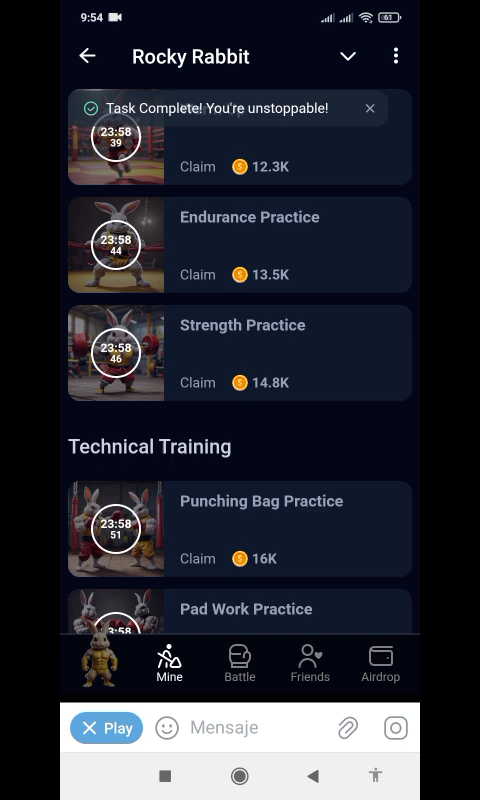 9:54
61
Rocky Rabbit
Task Complete! You're unstoppable!
23:58
39
Claim 12.3K
Endurance Practice
23:58
44
Claim 13.5K
Strength Practice
23:58
46
Claim 14.8K
Technical Training
Punching Bag Practice
23:58
51
Claim 16K
Pad Work Practice
3:58
Mine Battle Friends Airdrop
Play Mensaje